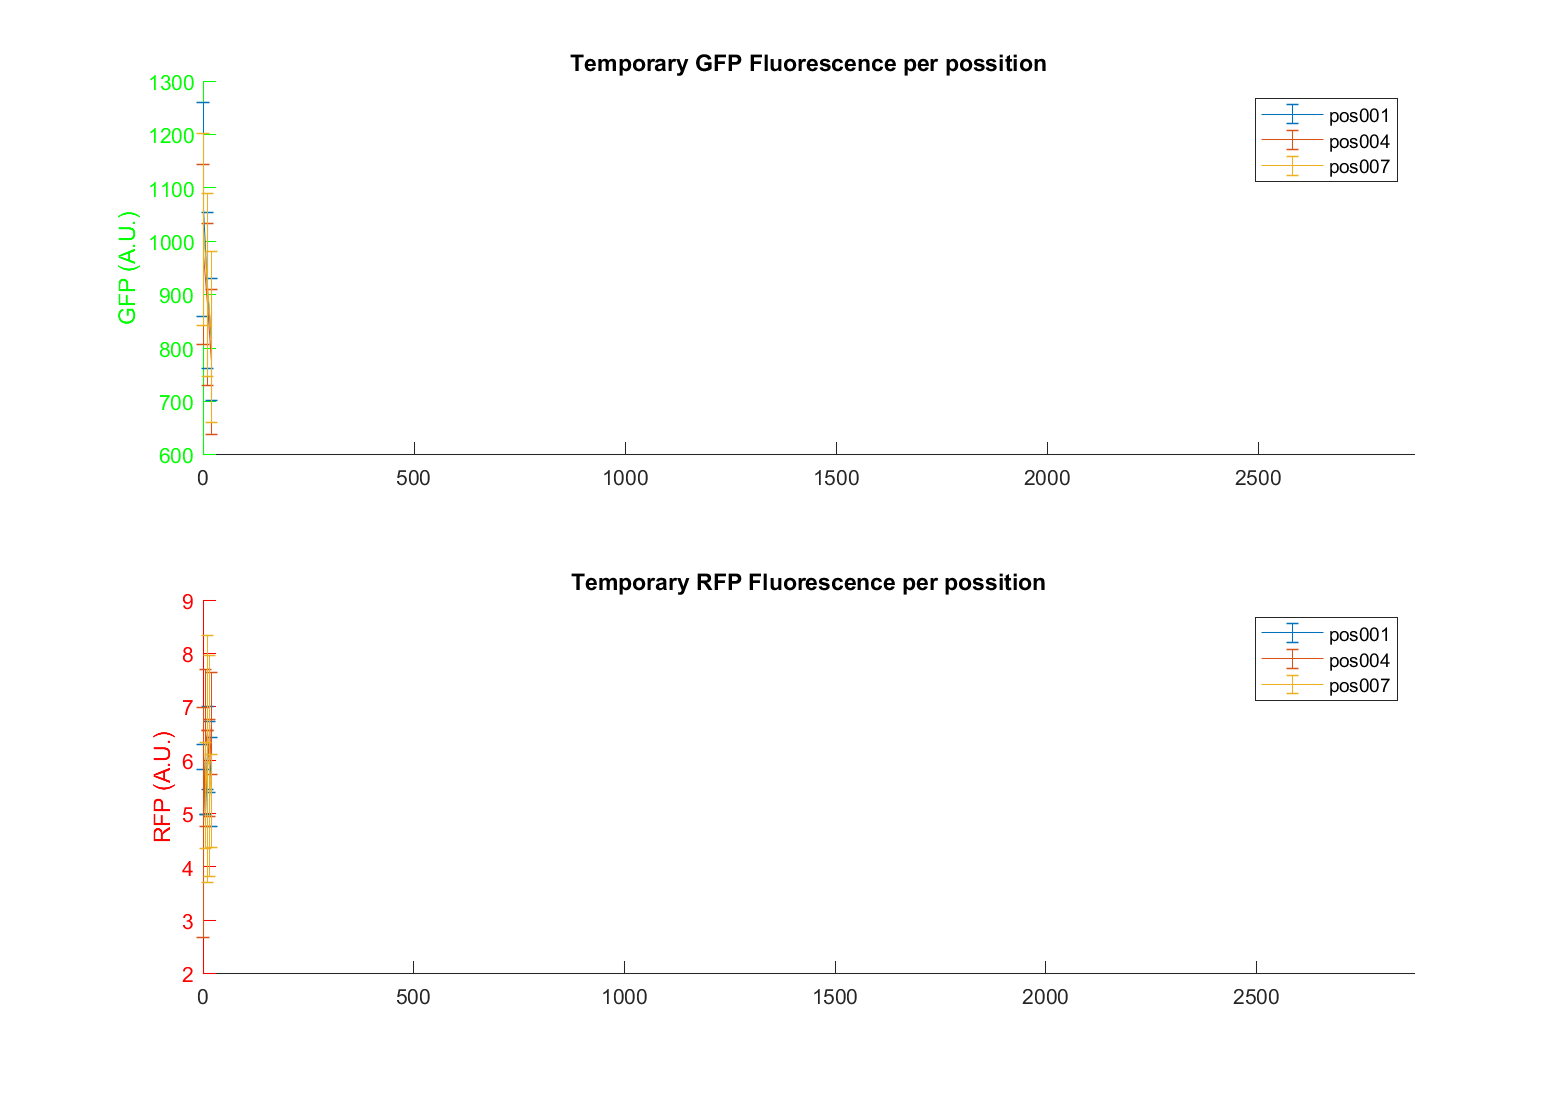 Temporary GFP Fluorescence per possition
1300
1200
1100
1000
900
800
700
600
GFP (A.U.)
pos001
pos004
pos007
0 500 1000 1500 2000 2500
Temporary RFP Fluorescence per possition
9
8
7
6
5
4
3
2
RFP (A.U.)
pos001
pos004
pos007
0 500 1000 1500 2000 2500